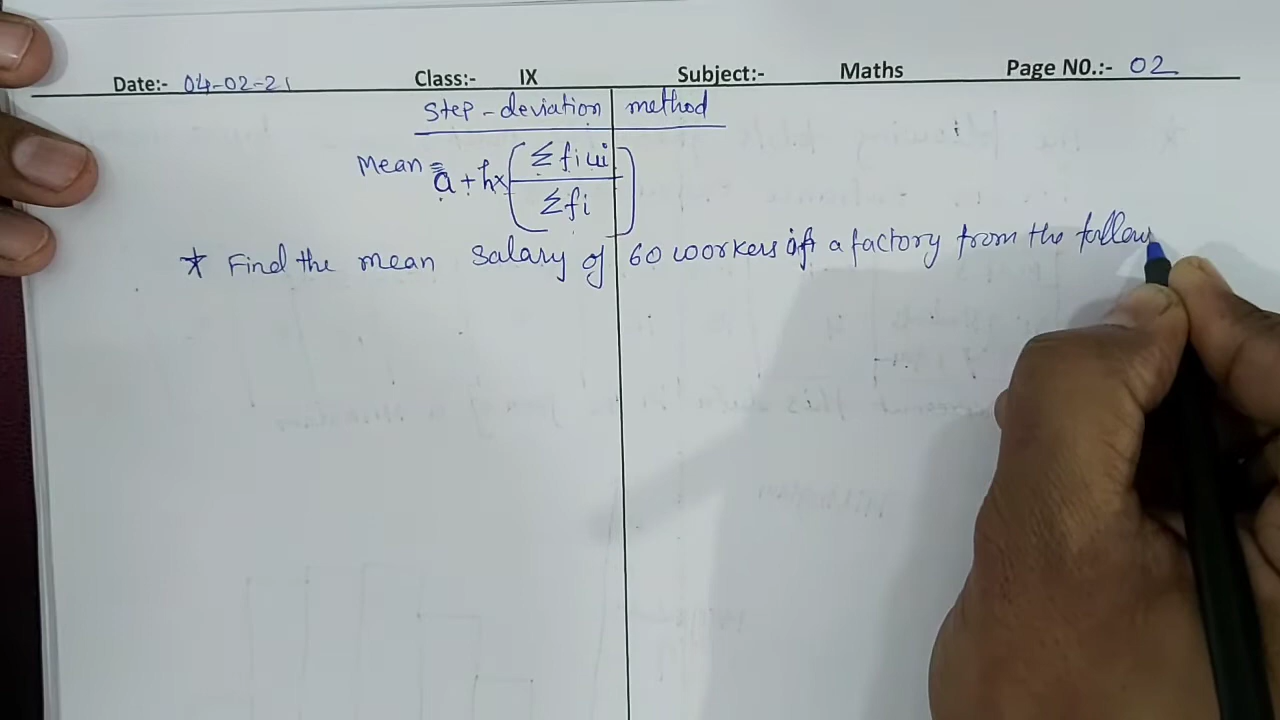 Date:- 04-02-21 Class:- IX Subject:- Maths Page NO.:- 02
Step-deviation method
Mean = a + h× (Σfiui
Σfi)
* Find the mean salary of 60 workers of a factory from the follow